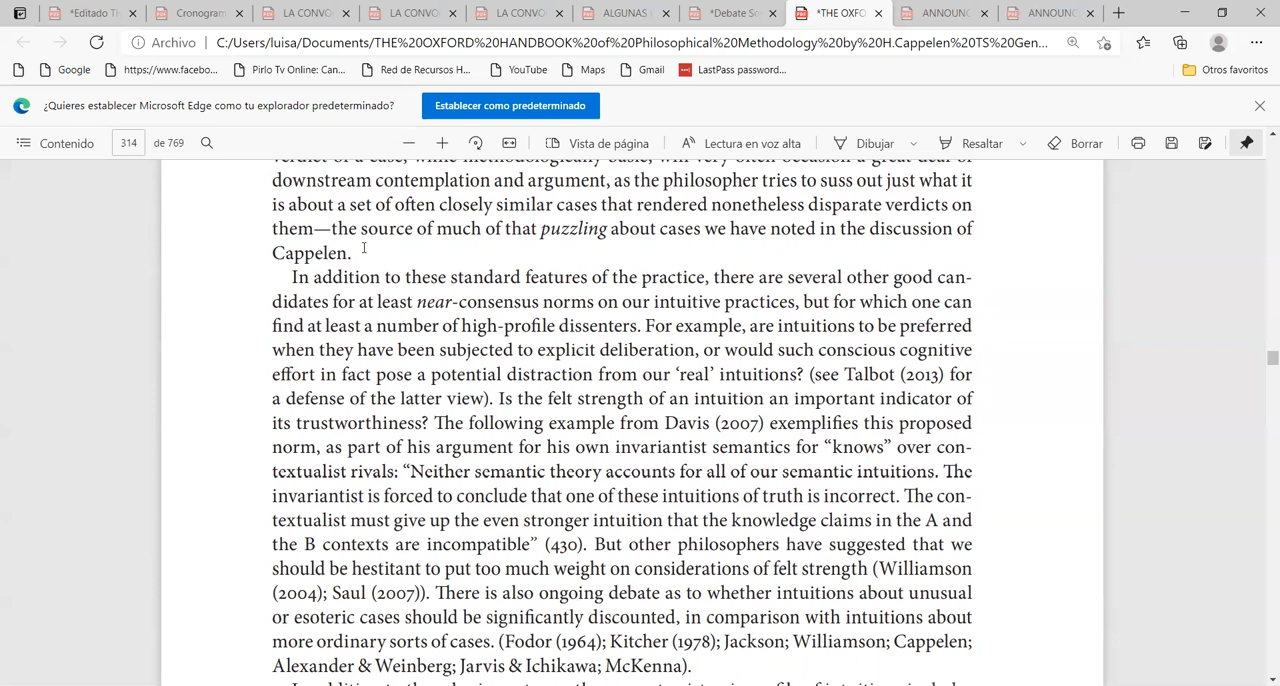 *Editado Th
Cronogram
LA CONVO
LA CONVO
LA CONVO
ALGUNAS
*Debate So
*THE OXFO
ANNOUNC
ANNOUNC
Archivo
C:/Users/luisa/Documents/THE%20OXFORD%20HANDBOOK%20of%20Philosophical%20Methodology%20by%20H.Cappelen%20TS%20Gen...
Google
https://www.facebo...
Pirlo Tv Online: Can...
Red de Recursos H...
YouTube
Maps
Gmail
LastPass password...
Otros favoritos
¿Quieres establecer Microsoft Edge como tu explorador predeterminado?
Establecer como predeterminado
Contenido
314
de 769
Vista de página
Lectura en voz alta
Dibujar
Resaltar
Borrar
verdict of a case, while methodologically basic, will very often occasion a great deal of
downstream contemplation and argument, as the philosopher tries to suss out just what it
is about a set of often closely similar cases that rendered nonetheless disparate verdicts on
them—the source of much of that puzzling about cases we have noted in the discussion of
Cappelen.
In addition to these standard features of the practice, there are several other good can-
didates for at least near-consensus norms on our intuitive practices, but for which one can
find at least a number of high-profile dissenters. For example, are intuitions to be preferred
when they have been subjected to explicit deliberation, or would such conscious cognitive
effort in fact pose a potential distraction from our ‘real’ intuitions? (see Talbot (2013) for
a defense of the latter view). Is the felt strength of an intuition an important indicator of
its trustworthiness? The following example from Davis (2007) exemplifies this proposed
norm, as part of his argument for his own invariantist semantics for “knows” over con-
textualist rivals: “Neither semantic theory accounts for all of our semantic intuitions. The
invariantist is forced to conclude that one of these intuitions of truth is incorrect. The con-
textualist must give up the even stronger intuition that the knowledge claims in the A and
the B contexts are incompatible” (430). But other philosophers have suggested that we
should be hestitant to put too much weight on considerations of felt strength (Williamson
(2004); Saul (2007)). There is also ongoing debate as to whether intuitions about unusual
or esoteric cases should be significantly discounted, in comparison with intuitions about
more ordinary sorts of cases. (Fodor (1964); Kitcher (1978); Jackson; Williamson; Cappelen;
Alexander & Weinberg; Jarvis & Ichikawa; McKenna).